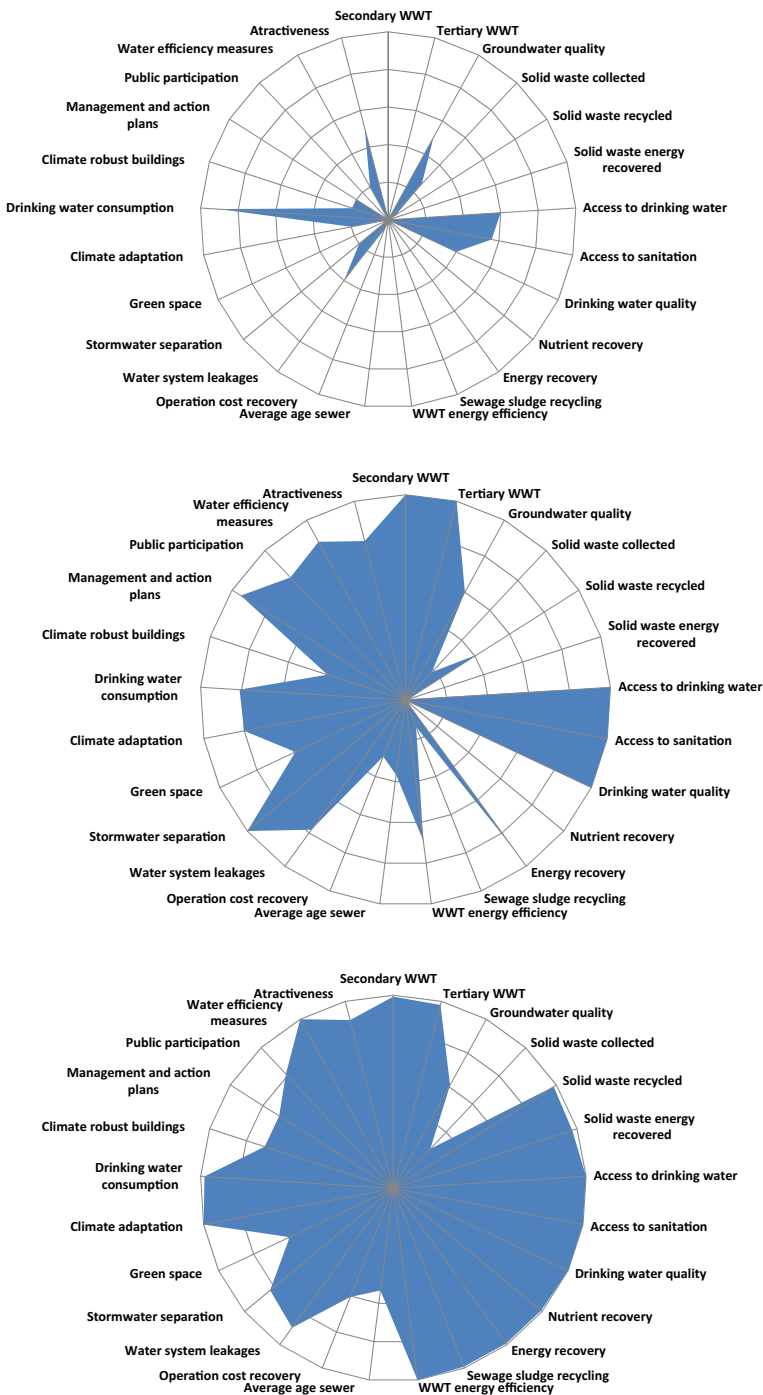 Secondary WWT
Atractiveness
Tertiary WWT
Water efficiency measures
Groundwater quality
Public participation
Solid waste collected
Management and action
plans
Solid waste recycled
Climate robust buildings
Solid waste energy
recovered
Drinking water consumption
Access to drinking water
Climate adaptation
Access to sanitation
Green space
Drinking water quality
Stormwater separation
Nutrient recovery
Water system leakages
Energy recovery
Operation cost recovery
Sewage sludge recycling
Average age sewer
WWT energy efficiency
Secondary WWT
Atractiveness
Tertiary WWT
Water efficiency
measures
Groundwater quality
Public participation
Solid waste collected
Management and action
plans
Solid waste recycled
Climate robust buildings
Solid waste energy
recovered
Drinking water
consumption
Access to drinking water
Climate adaptation
Access to sanitation
Green space
Drinking water quality
Stormwater separation
Nutrient recovery
Water system leakages
Energy recovery
Operation cost recovery
Sewage sludge recycling
Average age sewer
WWT energy efficiency
Secondary WWT
Atractiveness
Tertiary WWT
Water efficiency
measures
Groundwater quality
Public participation
Solid waste collected
Management and action
plans
Solid waste recycled
Climate robust buildings
Solid waste energy
recovered
Drinking water
consumption
Access to drinking water
Climate adaptation
Access to sanitation
Green space
Drinking water quality
Stormwater separation
Nutrient recovery
Water system leakages
Energy recovery
Operation cost recovery
Sewage sludge recycling
Average age sewer
WWT energy efficiency